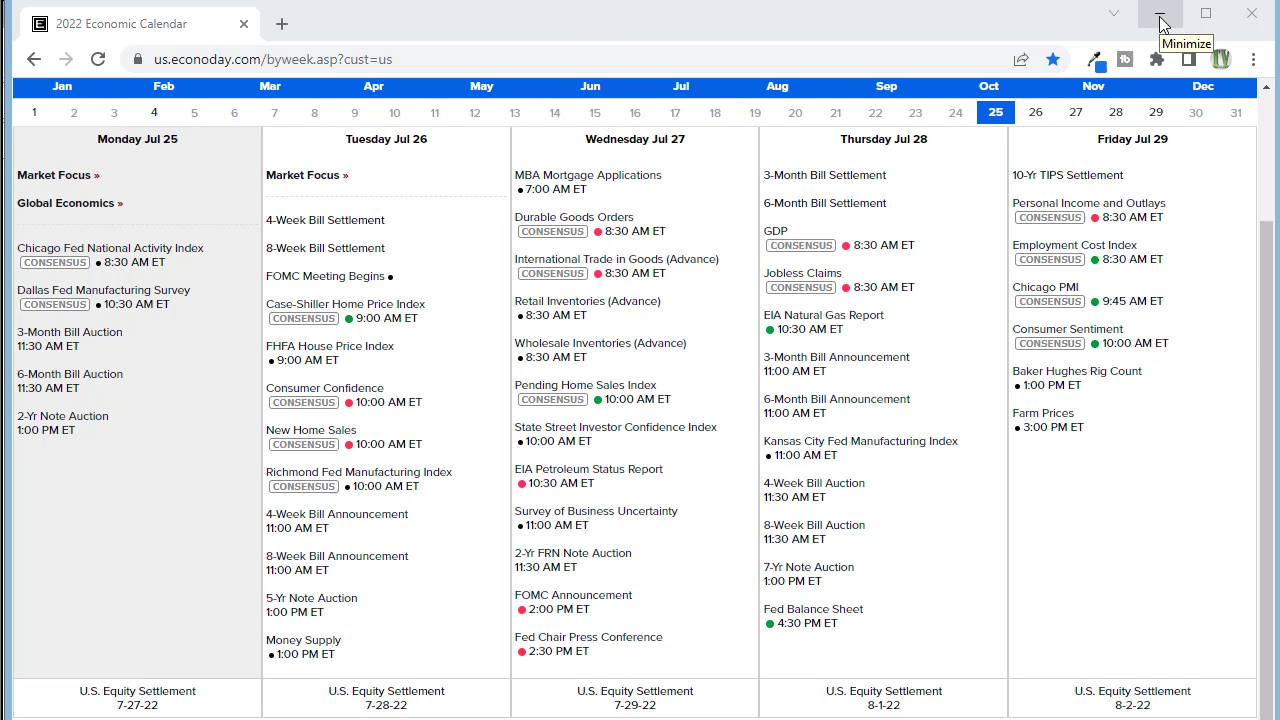 2022 Economic Calendar
Minimize
us.econoday.com/byweek.asp?cust=us
Jan Feb Mar Apr May Jun Jul Aug Sep Oct Nov Dec
1 2 3 4 5 6 7 8 9 10 11 12 13 14 15 16 17 18 19 20 21 22 23 24 25 26 27 28 29 30 31
Monday Jul 25
Market Focus »
Global Economics »
Chicago Fed National Activity Index
CONSENSUS 8:30 AM ET
Dallas Fed Manufacturing Survey
CONSENSUS 10:30 AM ET
3-Month Bill Auction
11:30 AM ET
6-Month Bill Auction
11:30 AM ET
2-Yr Note Auction
1:00 PM ET
U.S. Equity Settlement
7-27-22
Tuesday Jul 26
Market Focus »
4-Week Bill Settlement
8-Week Bill Settlement
FOMC Meeting Begins
Case-Shiller Home Price Index
CONSENSUS 9:00 AM ET
FHFA House Price Index
9:00 AM ET
Consumer Confidence
CONSENSUS 10:00 AM ET
New Home Sales
CONSENSUS 10:00 AM ET
Richmond Fed Manufacturing Index
CONSENSUS 10:00 AM ET
4-Week Bill Announcement
11:00 AM ET
8-Week Bill Announcement
11:00 AM ET
5-Yr Note Auction
1:00 PM ET
Money Supply
1:00 PM ET
U.S. Equity Settlement
7-28-22
Wednesday Jul 27
MBA Mortgage Applications
7:00 AM ET
Durable Goods Orders
CONSENSUS 8:30 AM ET
International Trade in Goods (Advance)
CONSENSUS 8:30 AM ET
Retail Inventories (Advance)
8:30 AM ET
Wholesale Inventories (Advance)
8:30 AM ET
Pending Home Sales Index
CONSENSUS 10:00 AM ET
State Street Investor Confidence Index
10:00 AM ET
EIA Petroleum Status Report
10:30 AM ET
Survey of Business Uncertainty
11:00 AM ET
2-Yr FRN Note Auction
11:30 AM ET
FOMC Announcement
2:00 PM ET
Fed Chair Press Conference
2:30 PM ET
U.S. Equity Settlement
7-29-22
Thursday Jul 28
3-Month Bill Settlement
6-Month Bill Settlement
GDP
CONSENSUS 8:30 AM ET
Jobless Claims
CONSENSUS 8:30 AM ET
EIA Natural Gas Report
10:30 AM ET
3-Month Bill Announcement
11:00 AM ET
6-Month Bill Announcement
11:00 AM ET
Kansas City Fed Manufacturing Index
11:00 AM ET
4-Week Bill Auction
11:30 AM ET
8-Week Bill Auction
11:30 AM ET
7-Yr Note Auction
1:00 PM ET
Fed Balance Sheet
4:30 PM ET
U.S. Equity Settlement
8-1-22
Friday Jul 29
10-Yr TIPS Settlement
Personal Income and Outlays
CONSENSUS 8:30 AM ET
Employment Cost Index
CONSENSUS 8:30 AM ET
Chicago PMI
CONSENSUS 9:45 AM ET
Consumer Sentiment
CONSENSUS 10:00 AM ET
Baker Hughes Rig Count
1:00 PM ET
Farm Prices
3:00 PM ET
U.S. Equity Settlement
8-2-22